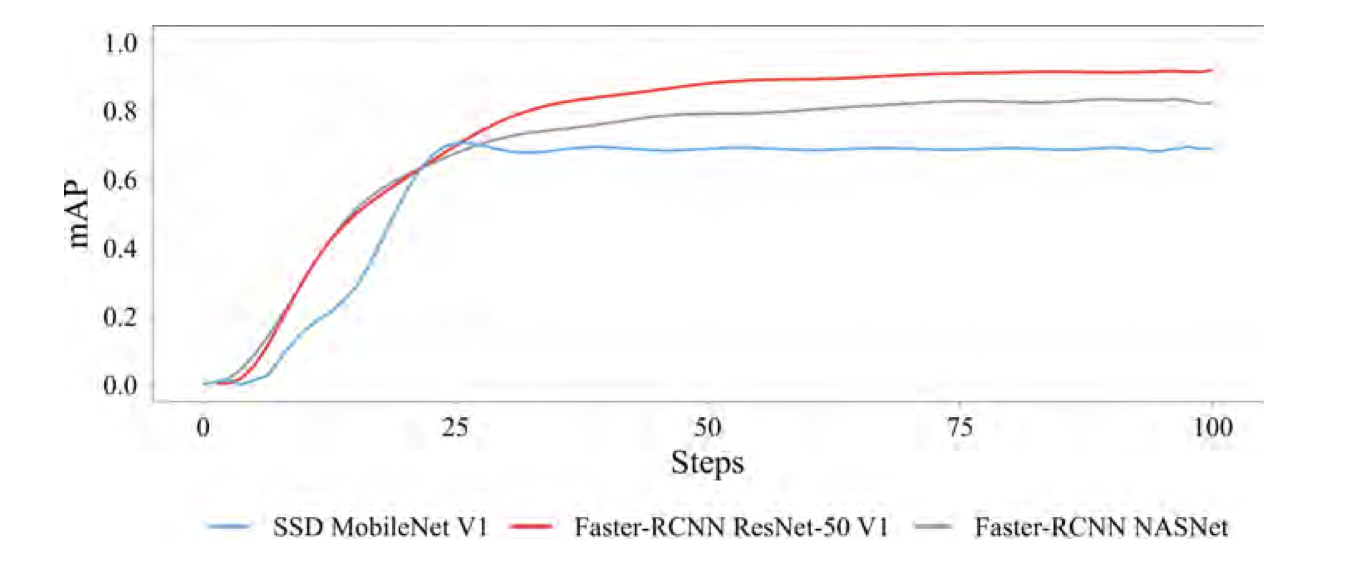 1.0
0.8
0.6
0.4
0.2
0.0
mAP
0 25 50 75 100
Steps
SSD MobileNet V1 Faster-RCNN ResNet-50 V1 Faster-RCNN NASNet